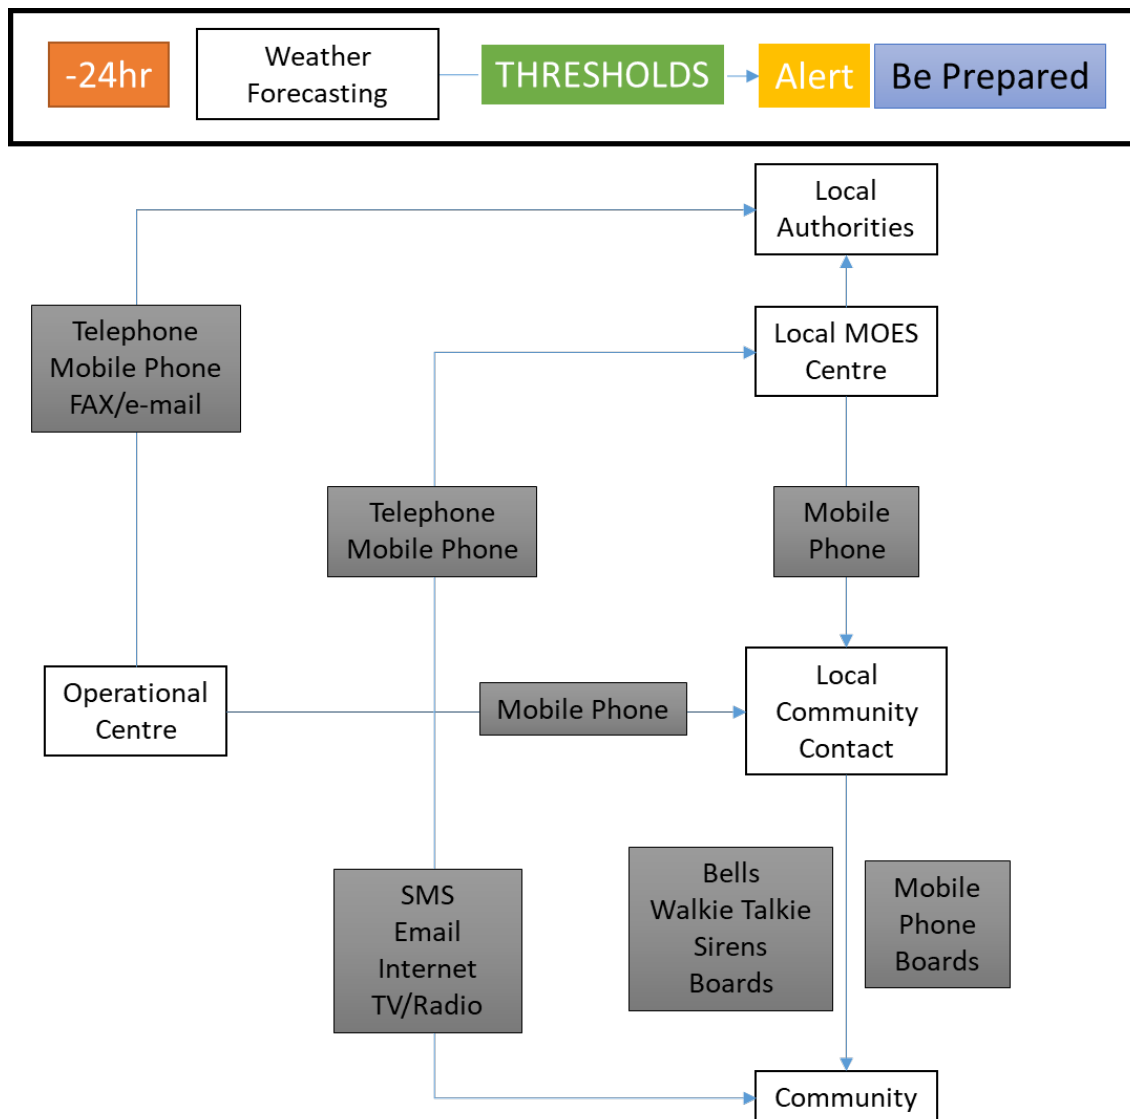 -24hr
Weather
Forecasting
THRESHOLDS
Alert
Be Prepared
Local
Authorities
Telephone
Mobile Phone
FAX/e-mail
Local MOES
Centre
Telephone
Mobile Phone
Mobile
Phone
Operational
Centre
Mobile Phone
Local
Community
Contact
SMS
Email
Internet
TV/Radio
Bells
Walkie Talkie
Sirens
Boards
Mobile
Phone
Boards
Community